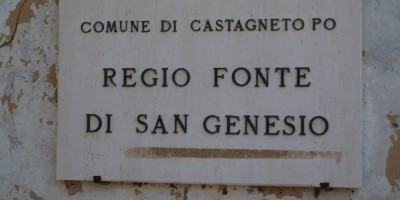 COMUNE DI CASTAGNETO PO
REGIO FONTE
DI SAN GENESIO